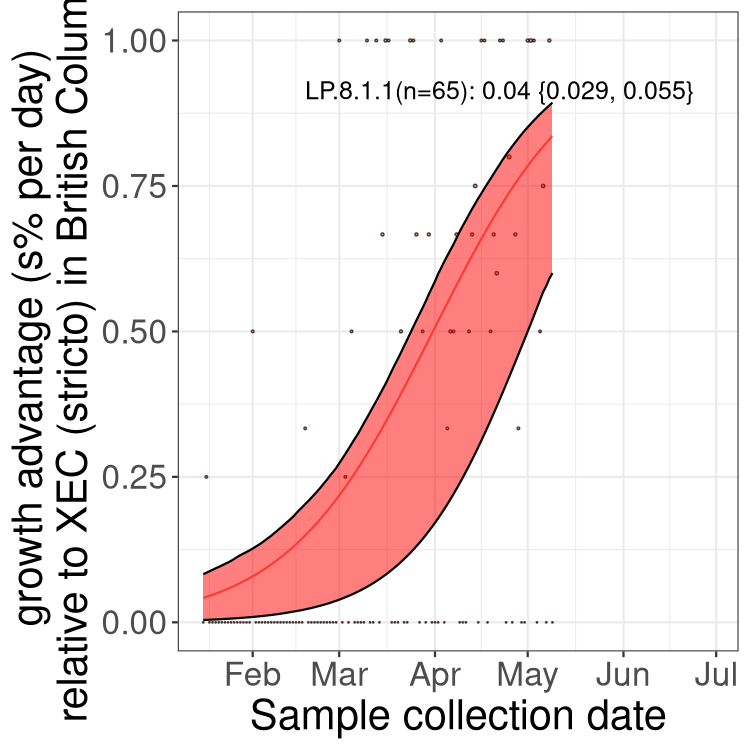 growth advantage (s% per day)
relative to XEC (stricto) in British Colum
1.00
0.75
0.50
0.25
0.00
LP.8.1.1(n=65): 0.04 {0.029, 0.055}
Feb Mar Apr May Jun Jul
Sample collection date